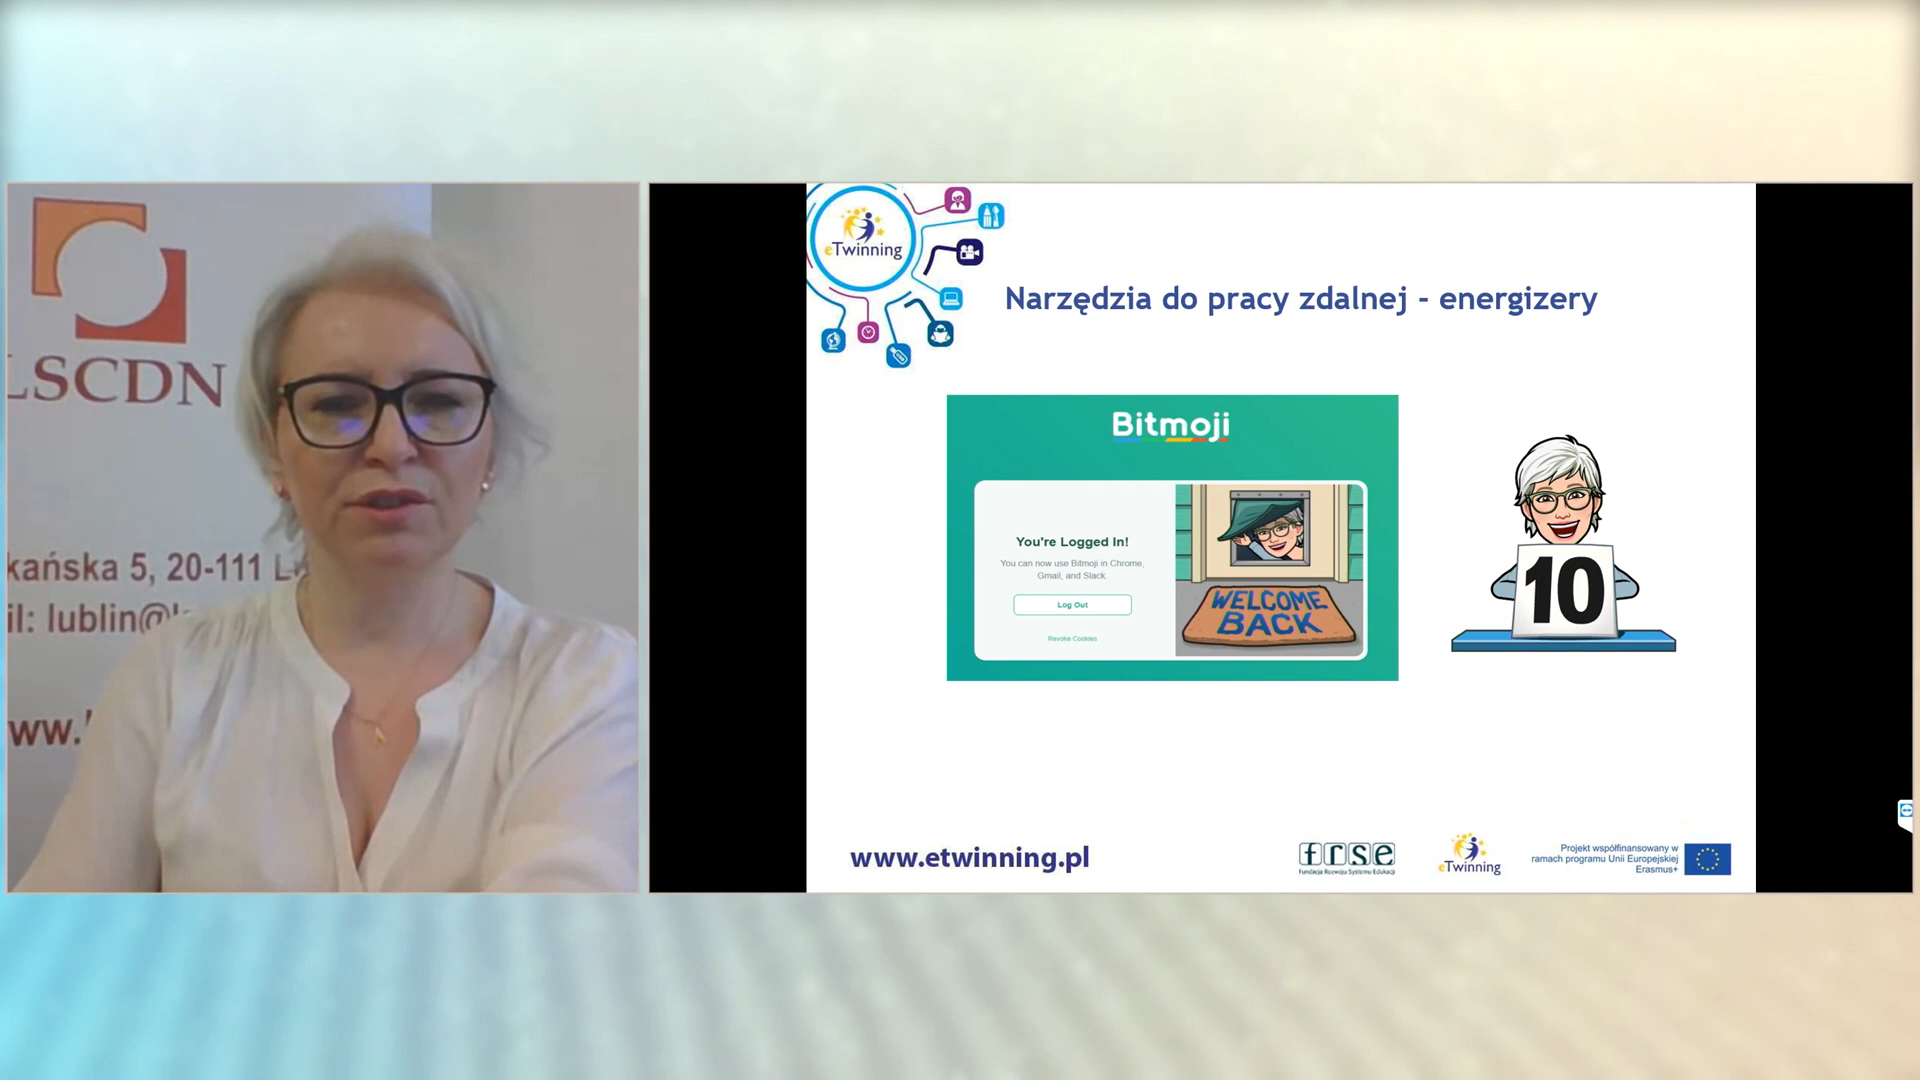 LSCDN
kańska 5, 20-111 L
il: lublin@
ww.
eTwinning
Narzędzia do pracy zdalnej - energizery
Bitmoji
You're Logged In!
You can now use Bitmoji in Chrome,
Gmail, and Slack.
Log Out
Revoke Cookies
WELCOME
BACK
10
www.etwinning.pl
frse
Fundacja Rozwoju Systemu Edukacji
eTwinning
Projekt współfinansowany w
ramach programu Unii Europejskiej
Erasmus+